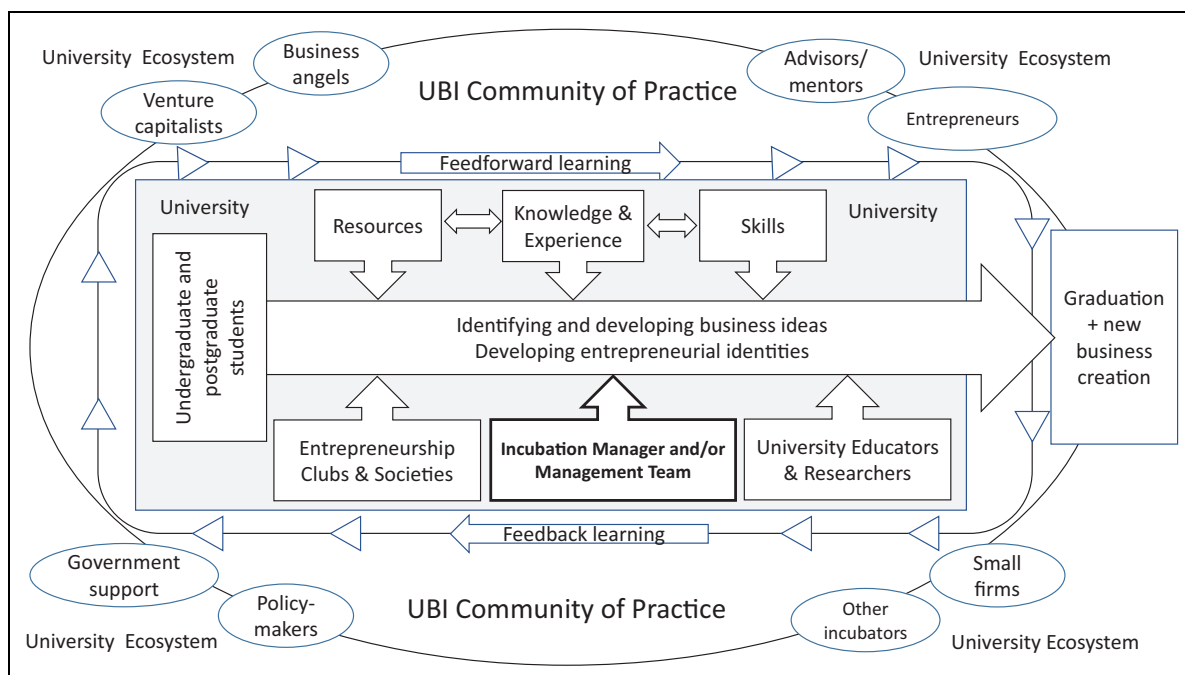 University Ecosystem
Business
angels
Advisors/
mentors
University Ecosystem
Venture
capitalists
UBI Community of Practice
Entrepreneurs
Feedforward learning
University
Resources
Knowledge &
Experience
Skills
University
Undergraduate and
postgraduate
students
Identifying and developing business ideas
Developing entrepreneurial identities
Graduation
+ new
business
creation
Entrepreneurship
Clubs & Societies
Incubation Manager and/or
Management Team
University Educators
& Researchers
Feedback learning
Government
support
Small
firms
Policy-
makers
UBI Community of Practice
Other
incubators
University Ecosystem
University Ecosystem